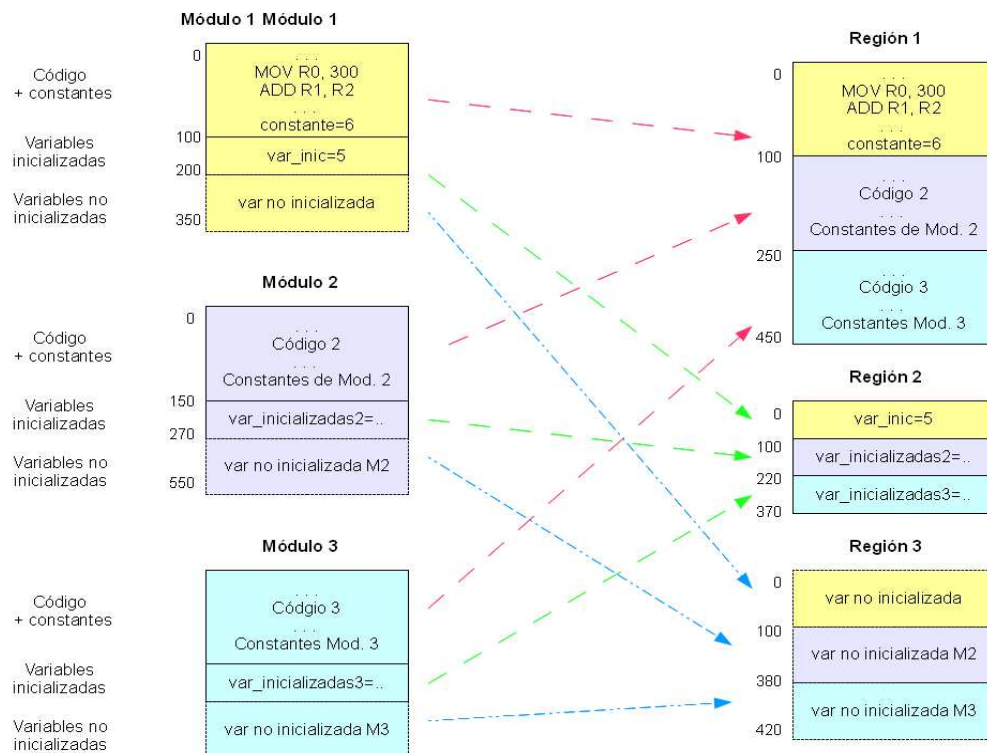 Módulo 1 Módulo 1
0
Código
+ constantes
. . .
MOV R0, 300
ADD R1, R2
. . .
constante=6
100
Variables
inicializadas
var_inic=5
200
Variables no
inicializadas
var no inicializada
350
Módulo 2
0
Código
+ constantes
. . .
Código 2
. . .
Constantes de Mod. 2
150
Variables
inicializadas
var_inicializadas2=..
270
Variables no
inicializadas
var no inicializada M2
550
Módulo 3
Código
+ constantes
. . .
Códgio 3
. . .
Constantes Mod. 3
Variables
inicializadas
var_inicializadas3=..
Variables no
inicializadas
var no inicializada M3
Región 1
0
. . .
MOV R0, 300
ADD R1, R2
. . .
constante=6
100
. . .
Código 2
. . .
Constantes de Mod. 2
250
. . .
Códgio 3
. . .
Constantes Mod. 3
450
Región 2
0
var_inic=5
100
var_inicializadas2=..
220
var_inicializadas3=..
370
Región 3
0
var no inicializada
100
var no inicializada M2
380
var no inicializada M3
420